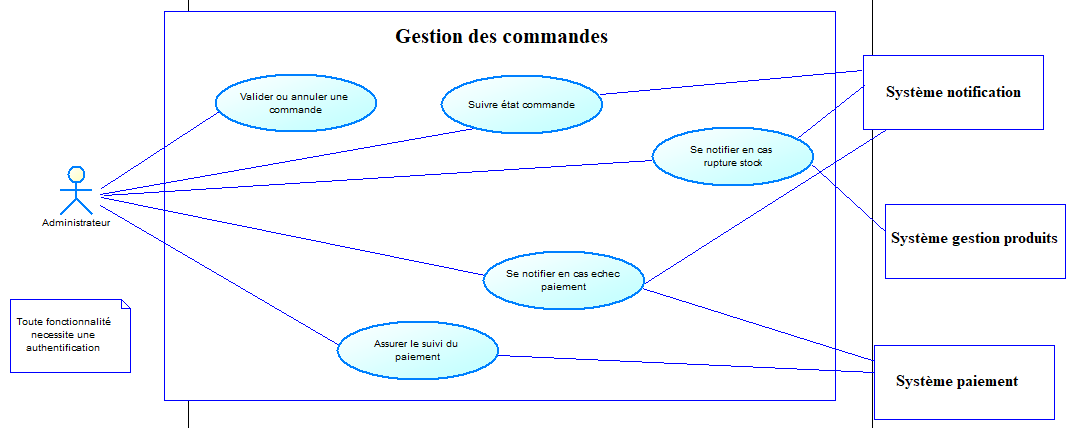 Gestion des commandes
Valider ou annuler une
commande
Suivre état commande
Système notification
Se notifier en cas
rupture stock
Administrateur
Système gestion produits
Se notifier en cas echec
paiement
Toute fonctionnalité
necessite une
authentification
Assurer le suivi du
paiement
Système paiement